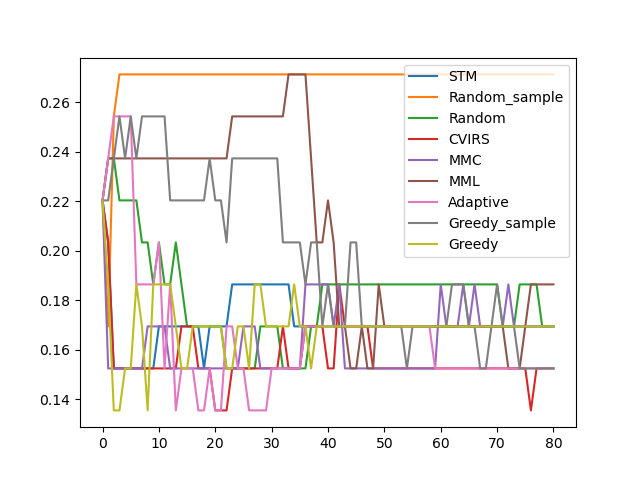 0.26
0.24
0.22
0.20
0.18
0.16
0.14
0
10
20
30
40
50
60
70
80
STM
Random_sample
Random
CVIRS
MMC
MML
Adaptive
Greedy_sample
Greedy